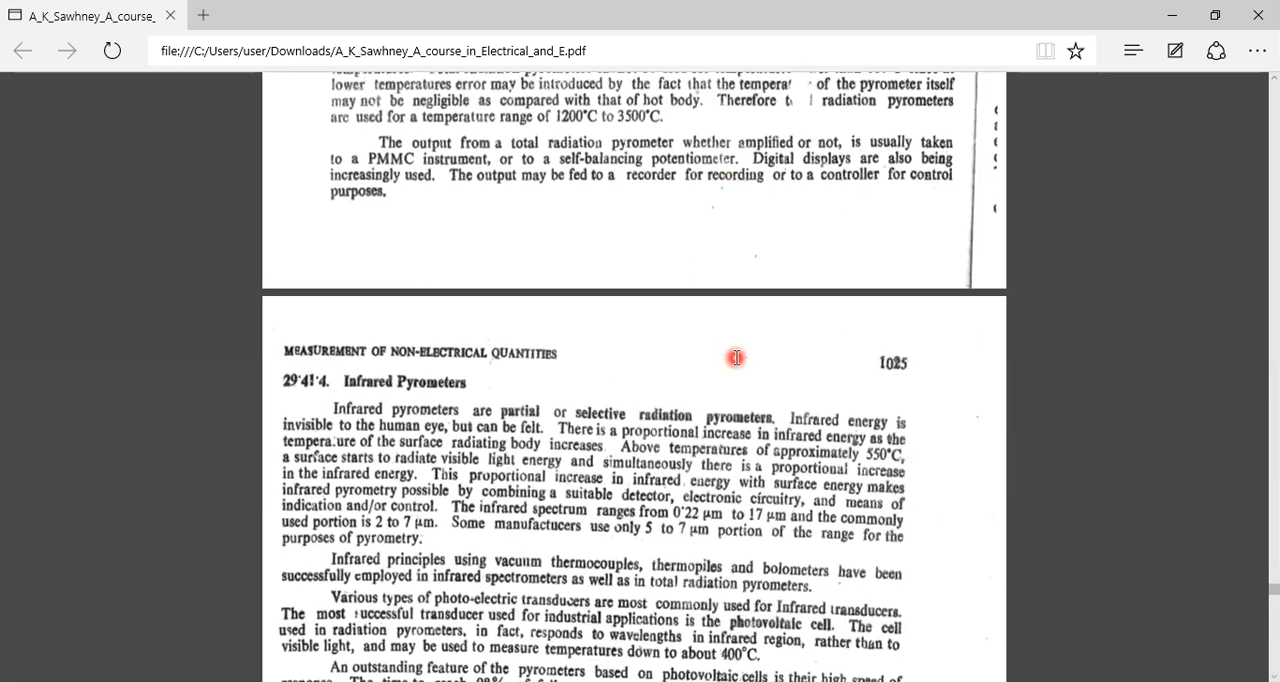 A_K_Sawhney_A_course_
file:///C:/Users/user/Downloads/A_K_Sawhney_A_course_in_Electrical_and_E.pdf
lower temperatures error may be introduced by the fact that the temperat of the pyrometer itself
may not be negligible as compared with that of hot body. Therefore t l radiation pyrometers
are used for a temperature range of 1200°C to 3500°C.
The output from a total radiation pyrometer whether amplified or not, is usually taken
to a PMMC instrument, or to a self-balancing potentiometer. Digital displays are also being
increasingly used. The output may be fed to a recorder for recording or to a controller for control
purposes.
MEASUREMENT OF NON-ELECTRICAL QUANTITIES 1025
29·41·4. Infrared Pyrometers
Infrared pyrometers are partial or selective radiation pyrometers. Infrared energy is
invisible to the human eye, but can be felt. There is a proportional increase in infrared energy as the
temperature of the surface radiating body increases. Above temperatures of approximately 550°C,
a surface starts to radiate visible light energy and simultaneously there is a proportional increase
in the infrared energy. This proportional increase in infrared energy with surface energy makes
infrared pyrometry possible by combining a suitable detector, electronic circuitry, and means of
indication and/or control. The infrared spectrum ranges from 0·22 μm to 17 μm and the commonly
used portion is 2 to 7 μm. Some manufactucers use only 5 to 7 μm portion of the range for the
purposes of pyrometry.
Infrared principles using vacuum thermocouples, thermopiles and bolometers have been
successfully employed in infrared spectrometers as well as in total radiation pyrometers.
Various types of photo-electric transducers are most commonly used for Infrared transducers.
The most successful transducer used for industrial applications is the photovoltaic cell. The cell
used in radiation pyrometers, in fact, responds to wavelengths in infrared region, rather than to
visible light, and may be used to measure temperatures down to about 400°C.
An outstanding feature of the pyrometers based on photovoltaic cells is their high speed of